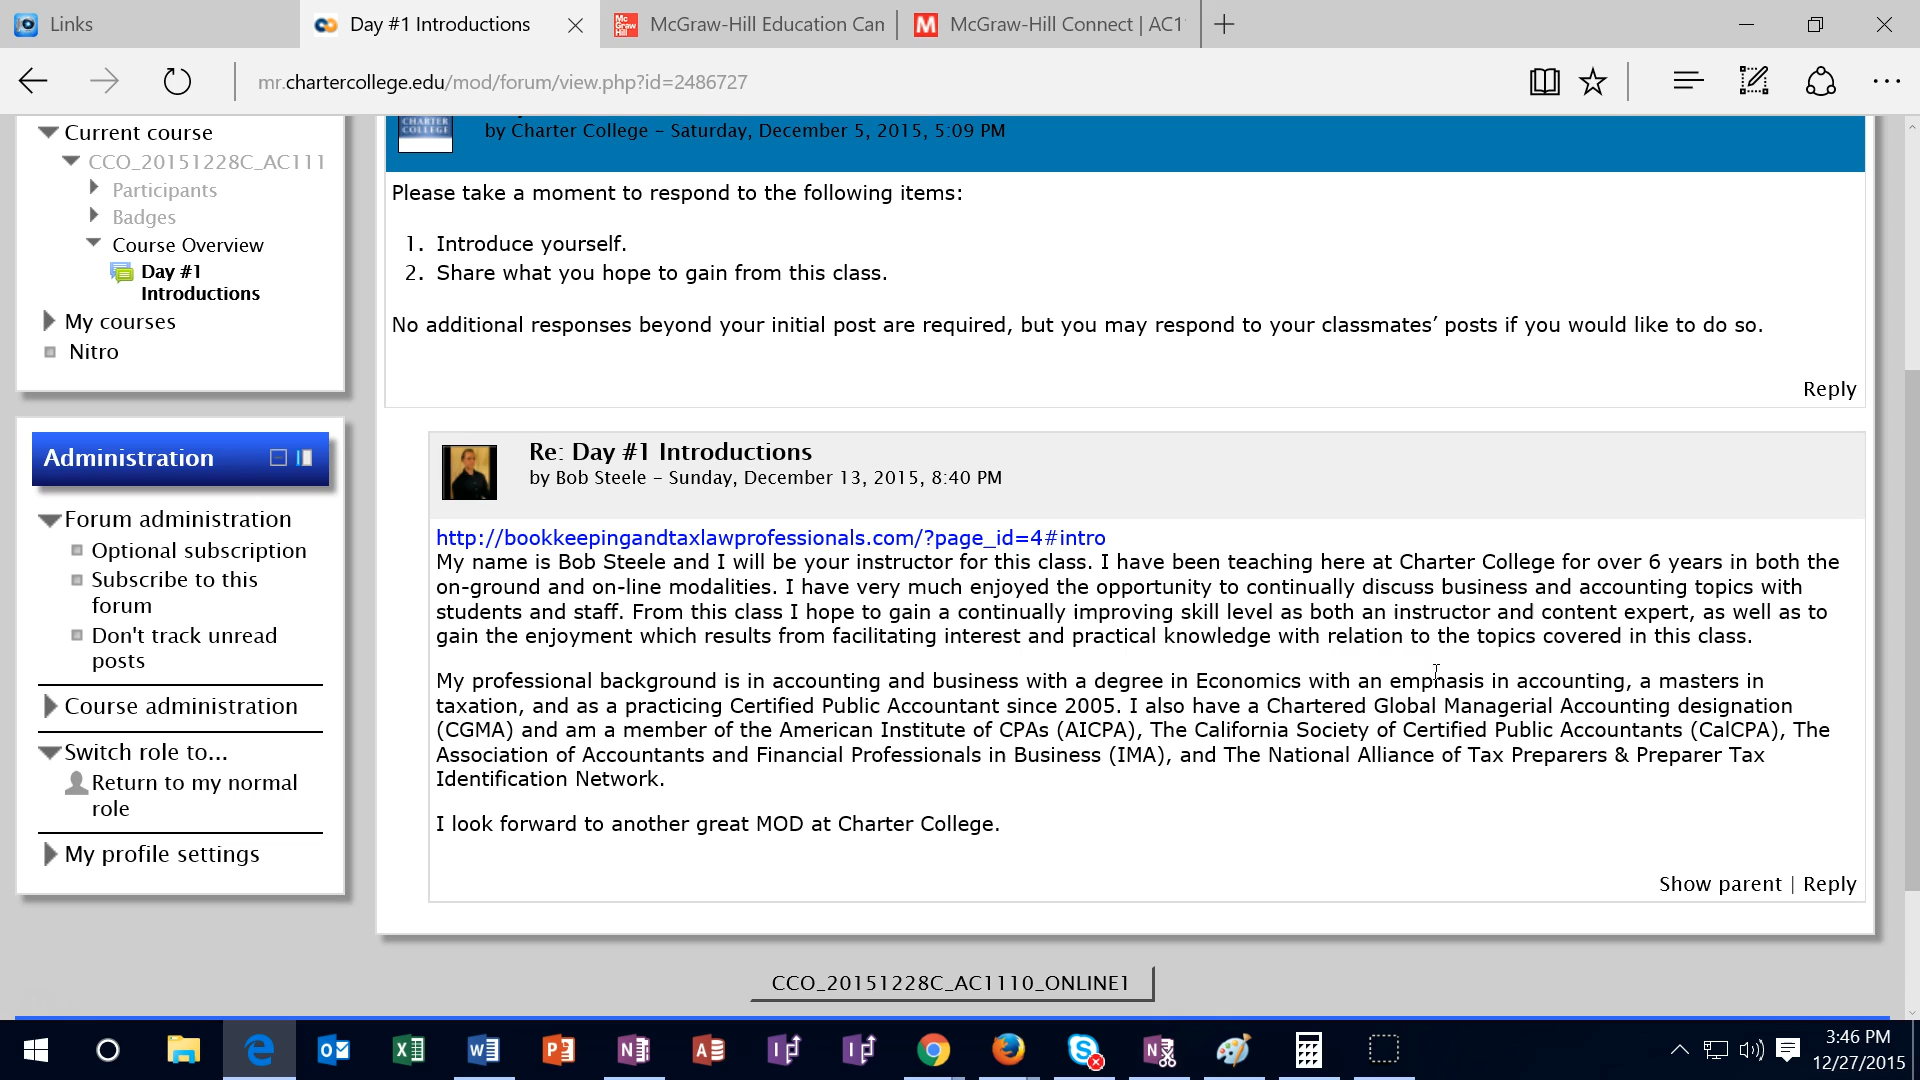 Links
Day #1 Introductions
McGraw-Hill Education Can
McGraw-Hill Connect | AC1
mr.chartercollege.edu/mod/forum/view.php?id=2486727
Current course
CCO_20151228C_AC111
Participants
Badges
Course Overview
Day #1
Introductions
My courses
Nitro
Administration
Forum administration
Optional subscription
Subscribe to this
forum
Don't track unread
posts
Course administration
Switch role to...
Return to my normal
role
My profile settings
CHARTER
COLLEGE
by Charter College - Saturday, December 5, 2015, 5:09 PM
Please take a moment to respond to the following items:
1. Introduce yourself.
2. Share what you hope to gain from this class.
No additional responses beyond your initial post are required, but you may respond to your classmates’ posts if you would like to do so.
Reply
Re: Day #1 Introductions
by Bob Steele - Sunday, December 13, 2015, 8:40 PM
http://bookkeepingandtaxlawprofessionals.com/?page_id=4#intro
My name is Bob Steele and I will be your instructor for this class. I have been teaching here at Charter College for over 6 years in both the
on-ground and on-line modalities. I have very much enjoyed the opportunity to continually discuss business and accounting topics with
students and staff. From this class I hope to gain a continually improving skill level as both an instructor and content expert, as well as to
gain the enjoyment which results from facilitating interest and practical knowledge with relation to the topics covered in this class.
My professional background is in accounting and business with a degree in Economics with an emphasis in accounting, a masters in
taxation, and as a practicing Certified Public Accountant since 2005. I also have a Chartered Global Managerial Accounting designation
(CGMA) and am a member of the American Institute of CPAs (AICPA), The California Society of Certified Public Accountants (CalCPA), The
Association of Accountants and Financial Professionals in Business (IMA), and The National Alliance of Tax Preparers & Preparer Tax
Identification Network.
I look forward to another great MOD at Charter College.
Show parent | Reply
CCO_20151228C_AC1110_ONLINE1
3:46 PM
12/27/2015